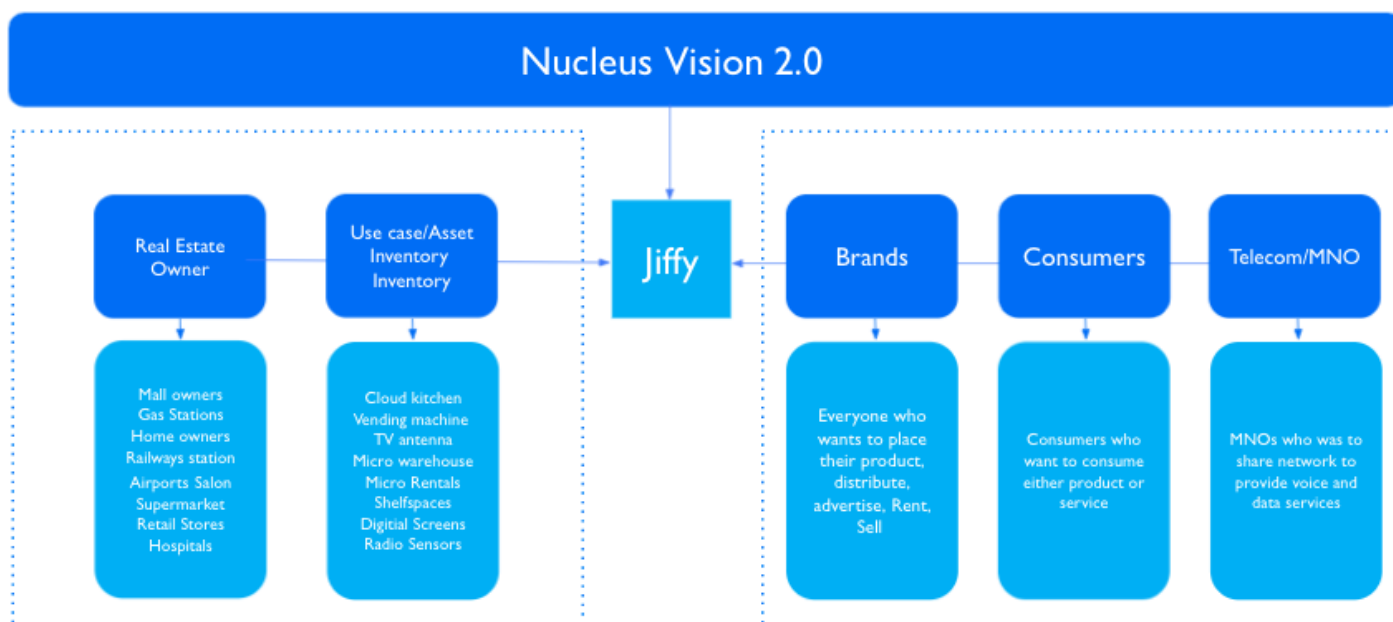 Nucleus Vision 2.0
Real Estate
Owner
Use case/Asset
Inventory
Inventory
Jiffy
Brands
Consumers
Telecom/MNO
Mall owners
Gas Stations
Home owners
Railways station
Airports Salon
Supermarket
Retail Stores
Hospitals
Cloud kitchen
Vending machine
TV antenna
Micro warehouse
Micro Rentals
Shelfspaces
Digitial Screens
Radio Sensors
Everyone who
wants to place
their product,
distribute,
advertise, Rent,
Sell
Consumers who
want to consume
either product or
service
MNOs who was to
share network to
provide voice and
data services